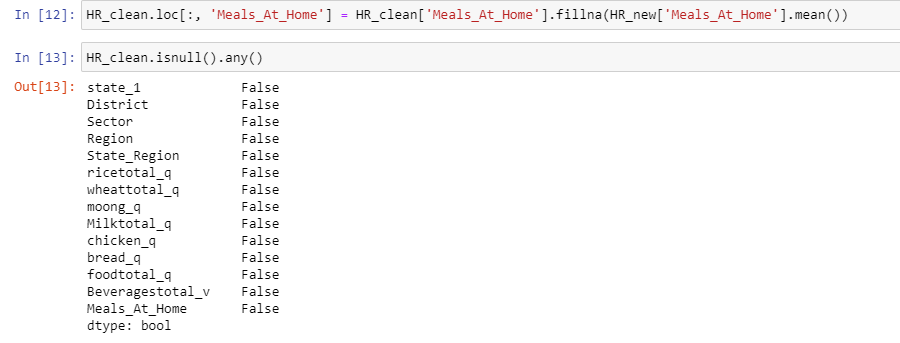 In [12]: HR_clean.loc[:, 'Meals_At_Home'] = HR_clean['Meals_At_Home'].fillna(HR_new['Meals_At_Home'].mean())
In [13]: HR_clean.isnull().any()
Out[13]: state_1 False
District False
Sector False
Region False
State_Region False
ricetotal_q False
wheattotal_q False
moong_q False
Milktotal_q False
chicken_q False
bread_q False
foodtotal_q False
Beveragestotal_v False
Meals_At_Home False
dtype: bool